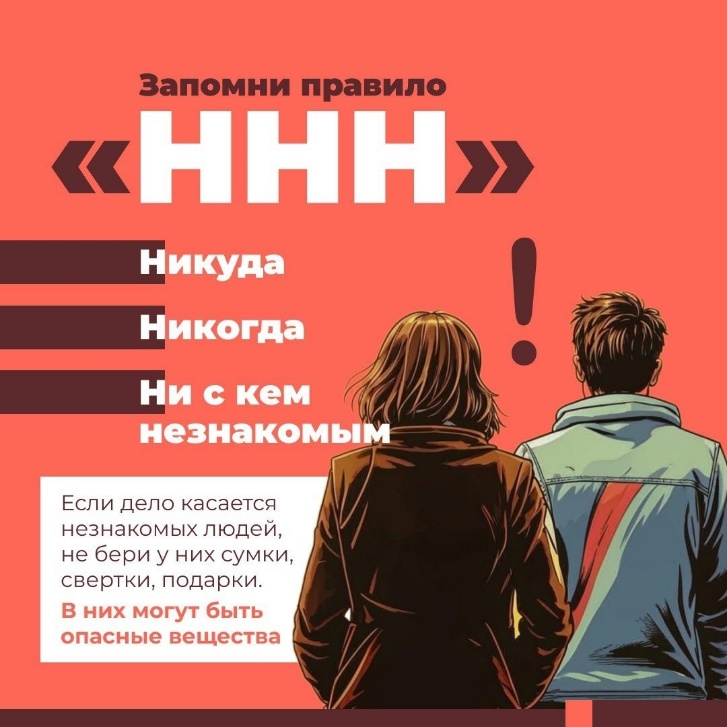 Запомни правило
«ННН»
Никуда
Никогда
Ни с кем
незнакомым
!
Если дело касается
незнакомых людей,
не бери у них сумки,
свертки, подарки.
В них могут быть
опасные вещества